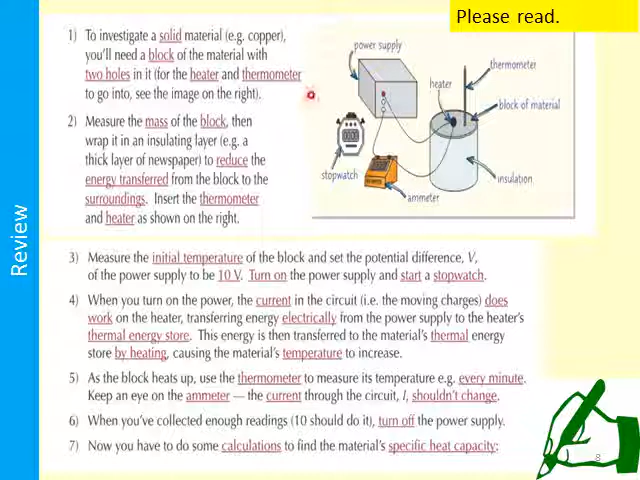 Please read.
1) To investigate a solid material (e.g. copper),
you'll need a block of the material with
two holes in it (for the heater and thermometer
to go into, see the image on the right).
2) Measure the mass of the block, then
wrap it in an insulating layer (e.g. a
thick layer of newspaper) to reduce the
energy transferred from the block to the
surroundings. Insert the thermometer
and heater as shown on the right.
power supply
thermometer
heater
block of material
stopwatch
ammeter
insulation
Review
3) Measure the initial temperature of the block and set the potential difference, V,
of the power supply to be 10 V. Turn on the power supply and start a stopwatch.
4) When you turn on the power, the current in the circuit (i.e. the moving charges) does
work on the heater, transferring energy electrically from the power supply to the heater's
thermal energy store. This energy is then transferred to the material's thermal energy
store by heating, causing the material's temperature to increase.
5) As the block heats up, use the thermometer to measure its temperature e.g. every minute.
Keep an eye on the ammeter — the current through the circuit, I, shouldn't change.
6) When you've collected enough readings (10 should do it), turn off the power supply.
7) Now you have to do some calculations to find the material's specific heat capacity:
8